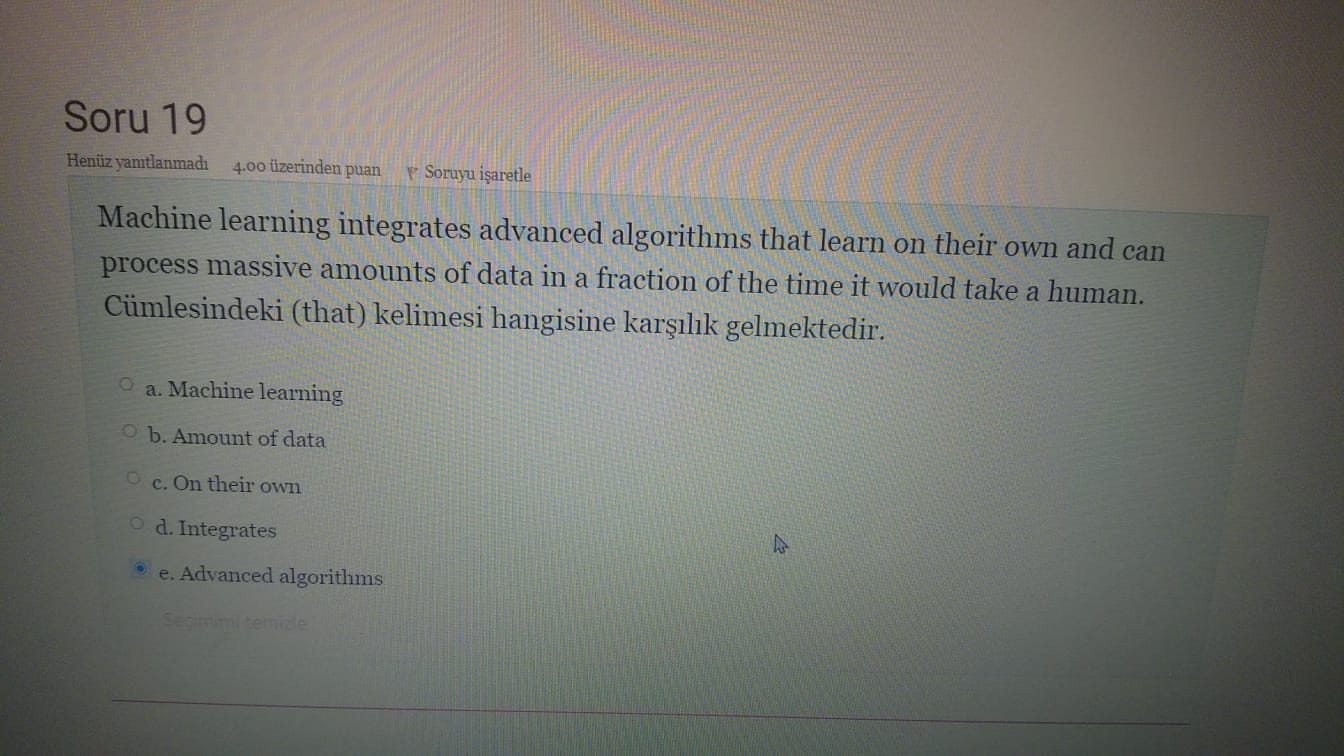 Soru 19
Henüz yanıtlanmadı 4,00 üzerinden puan Soruyu işaretle
Machine learning integrates advanced algorithms that learn on their own and can
process massive amounts of data in a fraction of the time it would take a human.
Cümlesindeki (that) kelimesi hangisine karşılık gelmektedir.
a. Machine learning
b. Amount of data
c. On their own
d. Integrates
e. Advanced algorithms
Seçimimi temizle